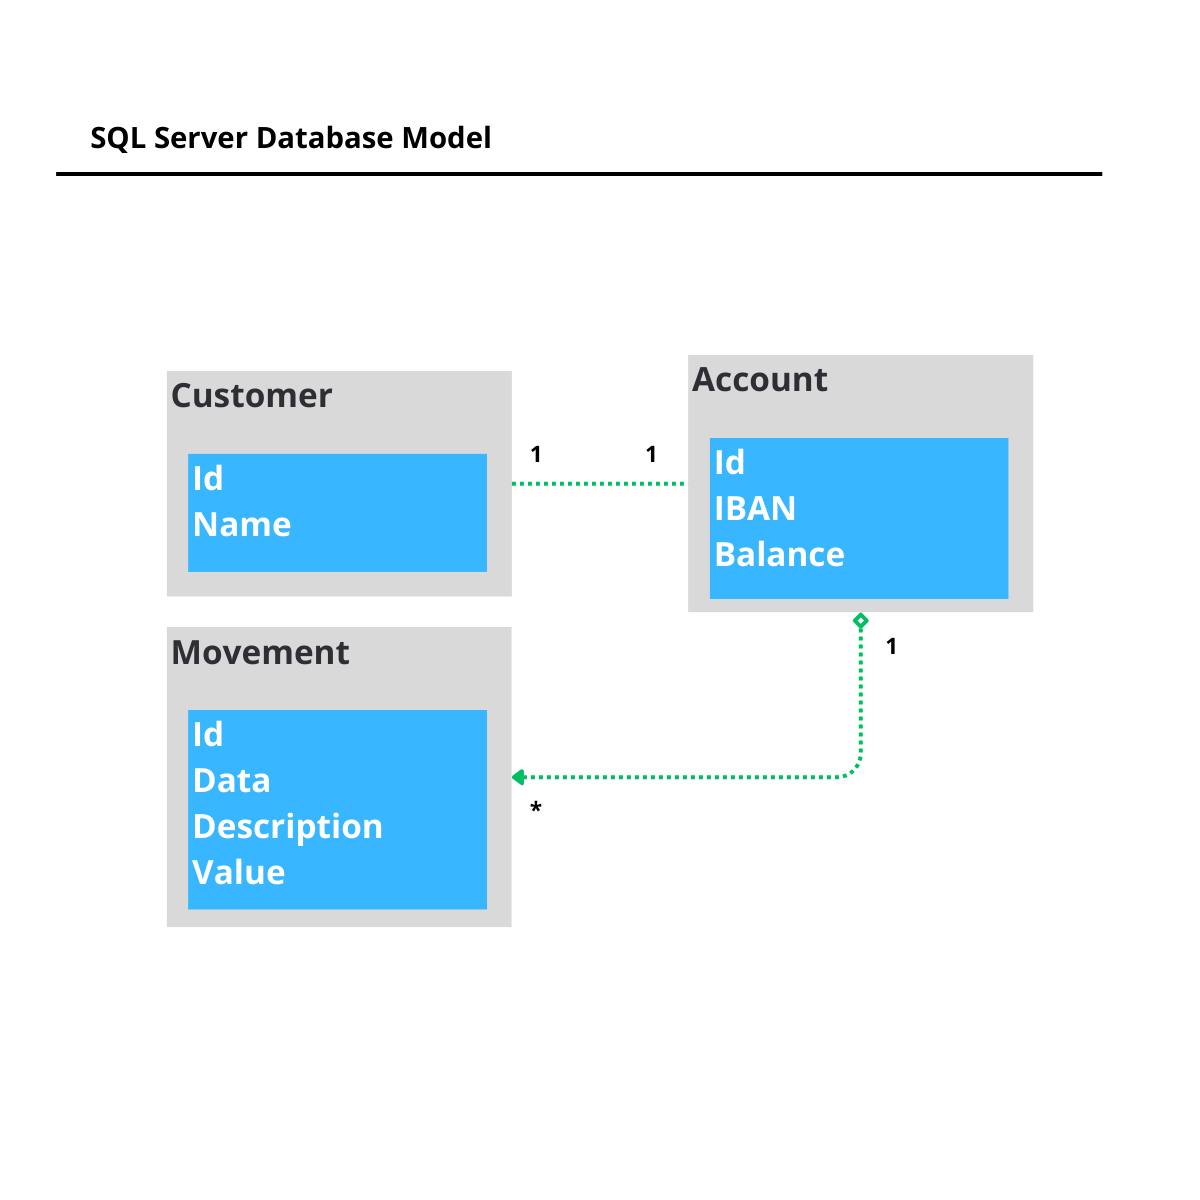 SQL Server Database Model
Customer
Id
Name
1
1
Account
Id
IBAN
Balance
1
Movement
Id
Data
Description
Value
*